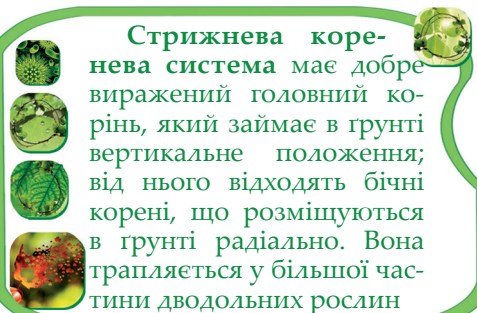 Стрижнева коре-
нева система має добре
виражений головний ко-
рінь, який займає в ґрунті
вертикальне положення;
від нього відходять бічні
корені, що розміщуються
в ґрунті радіально. Вона
трапляється у більшої час-
тини дводольних рослин